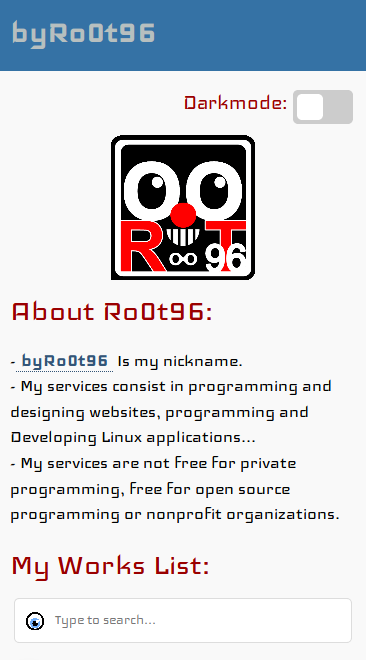 byRo0t96
Darkmode:
R T
∞ 96
About Ro0t96:
- byRo0t96 Is my nickname.
- My services consist in programming and
designing websites, programming and
Developing Linux applications...
- My services are not free for private
programming, free for open source
programming or nonprofit organizations.
My Works List:
Type to search...